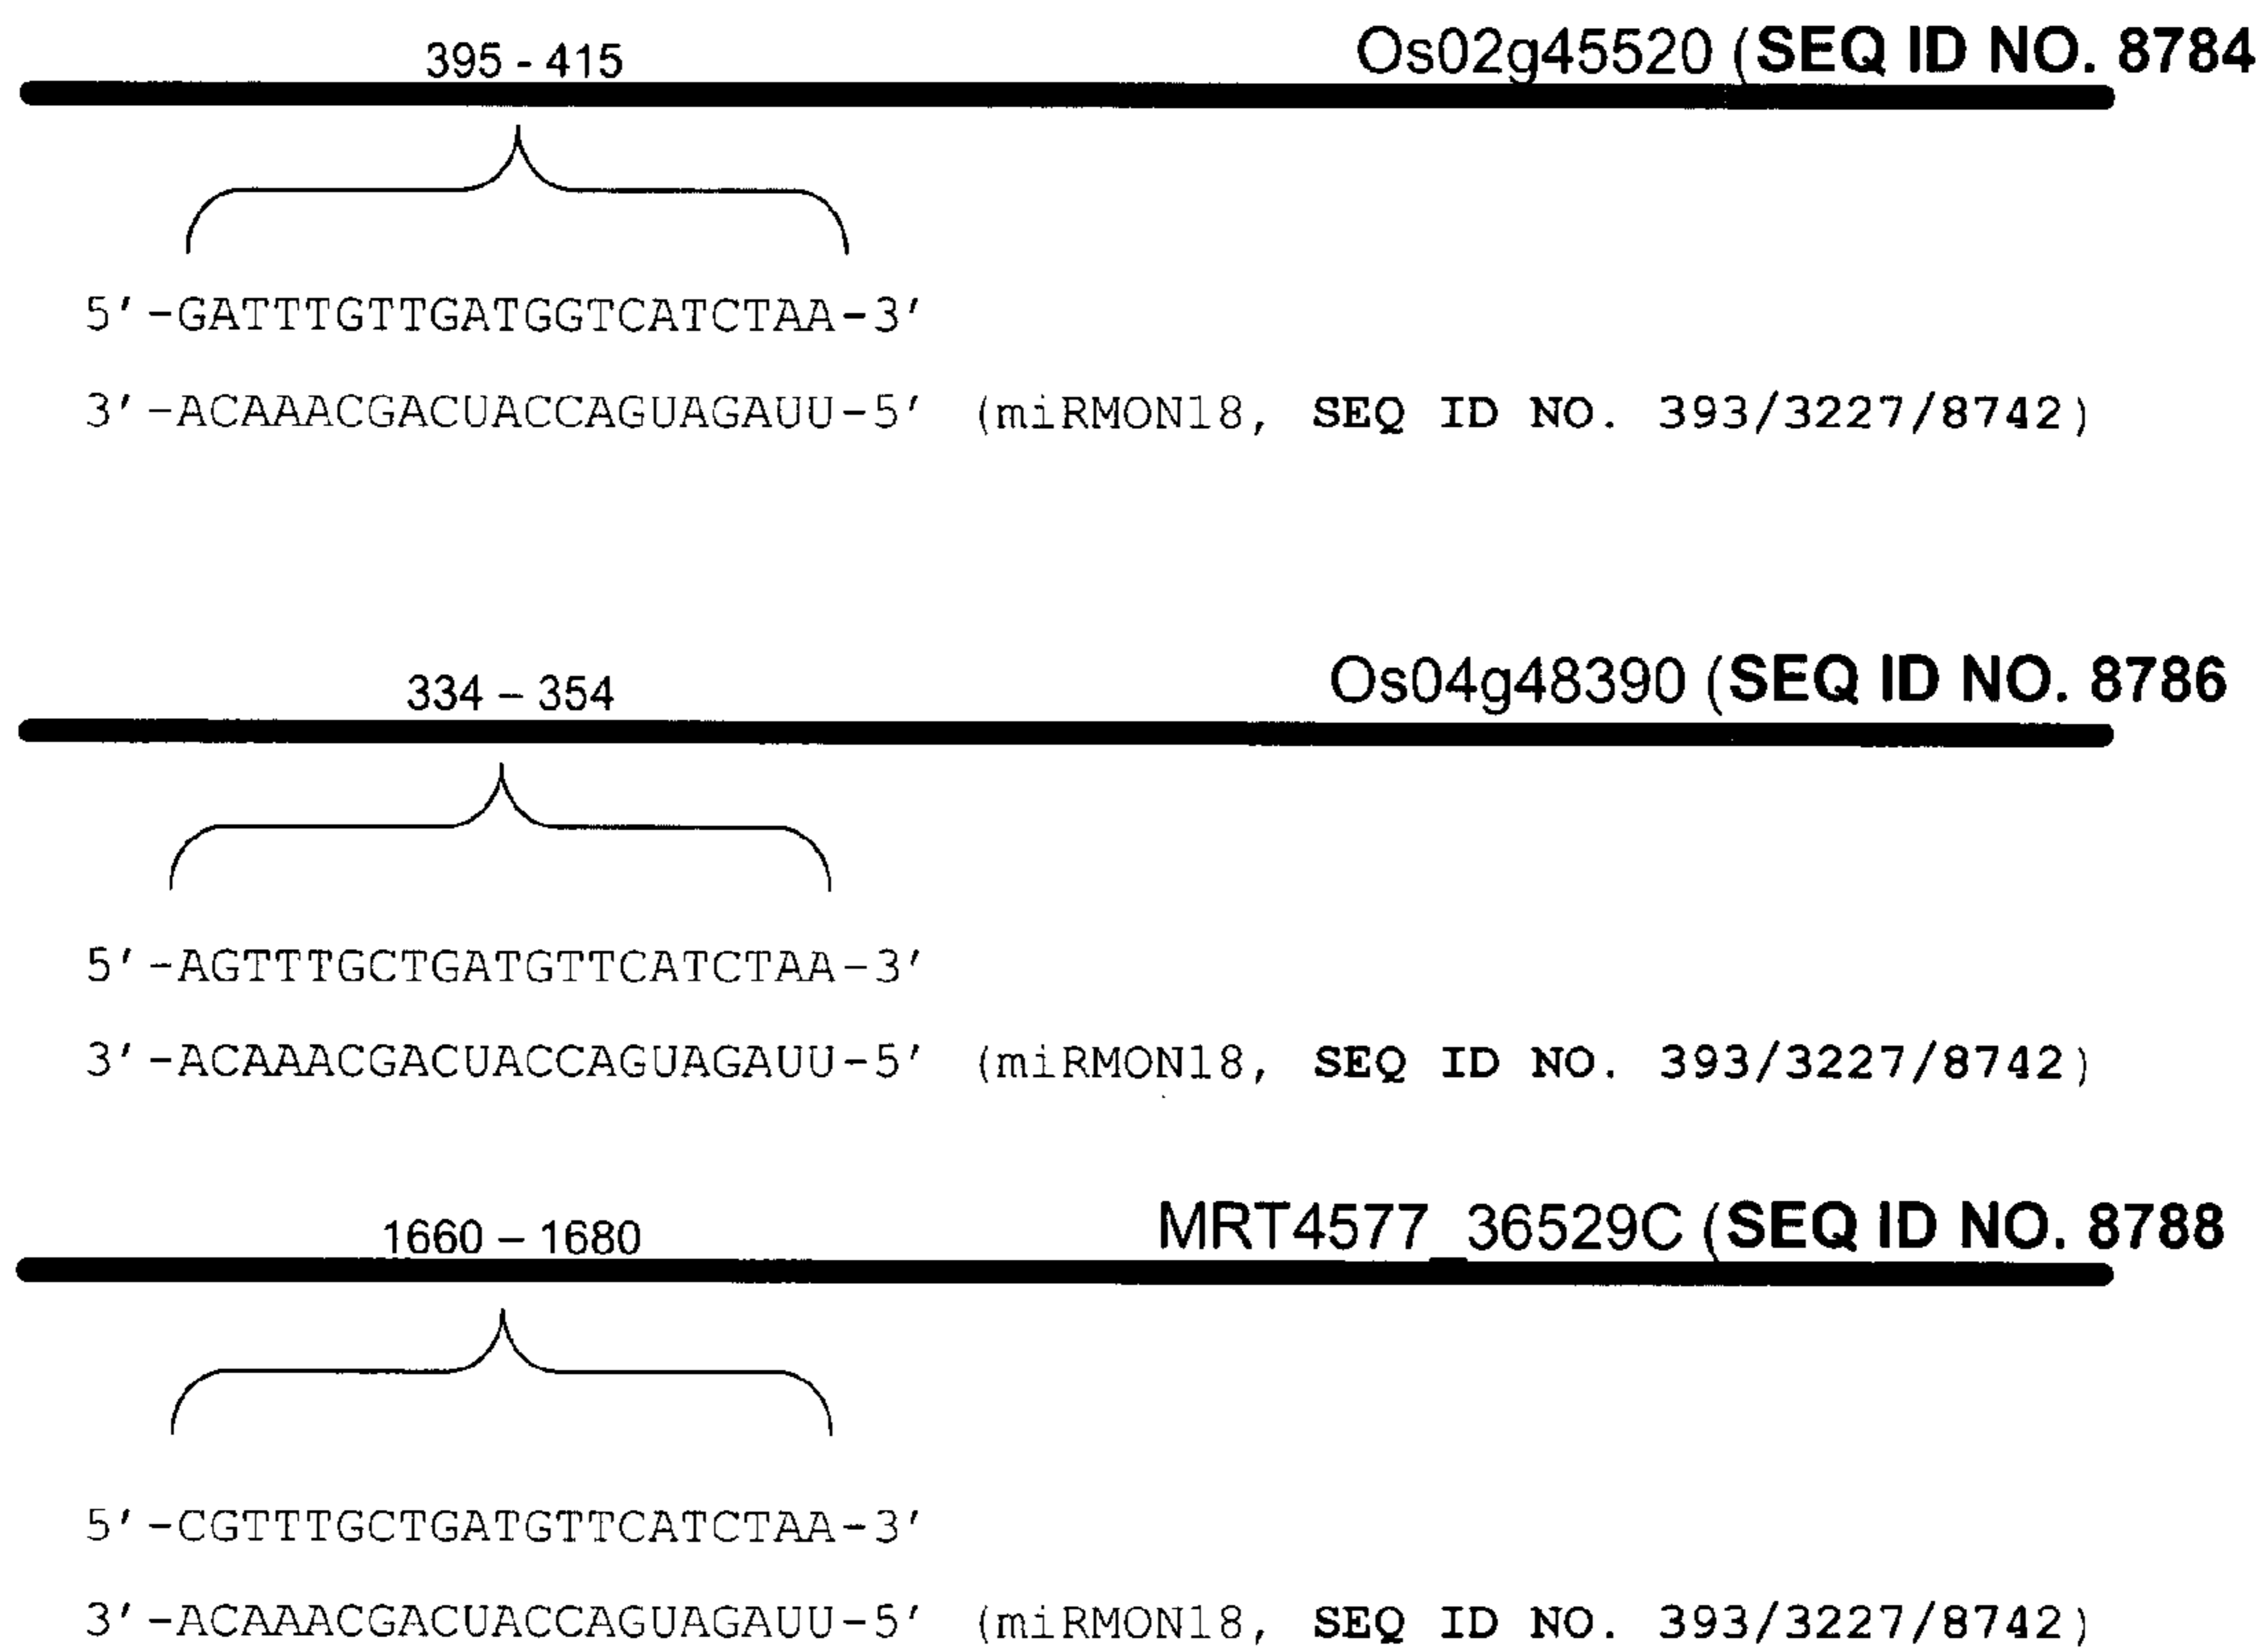 395 - 415
Os02g45520 (SEQ ID NO. 8784
5'-GATTTGTTGATGGTCATCTAA-3'
3'-ACAAACGACUACCAGUAGAUU-5' (miRMON18, SEQ ID NO. 393/3227/8742)
334 – 354
Os04g48390 (SEQ ID NO. 8786
5'-AGTTTGCTGATGTTCATCTAA-3'
3'-ACAAACGACUACCAGUAGAUU-5' (miRMON18, SEQ ID NO. 393/3227/8742)
1660 – 1680
MRT4577_36529C (SEQ ID NO. 8788
5'-CGTTTGCTGATGTTCATCTAA-3'
3'-ACAAACGACUACCAGUAGAUU-5' (miRMON18, SEQ ID NO. 393/3227/8742)